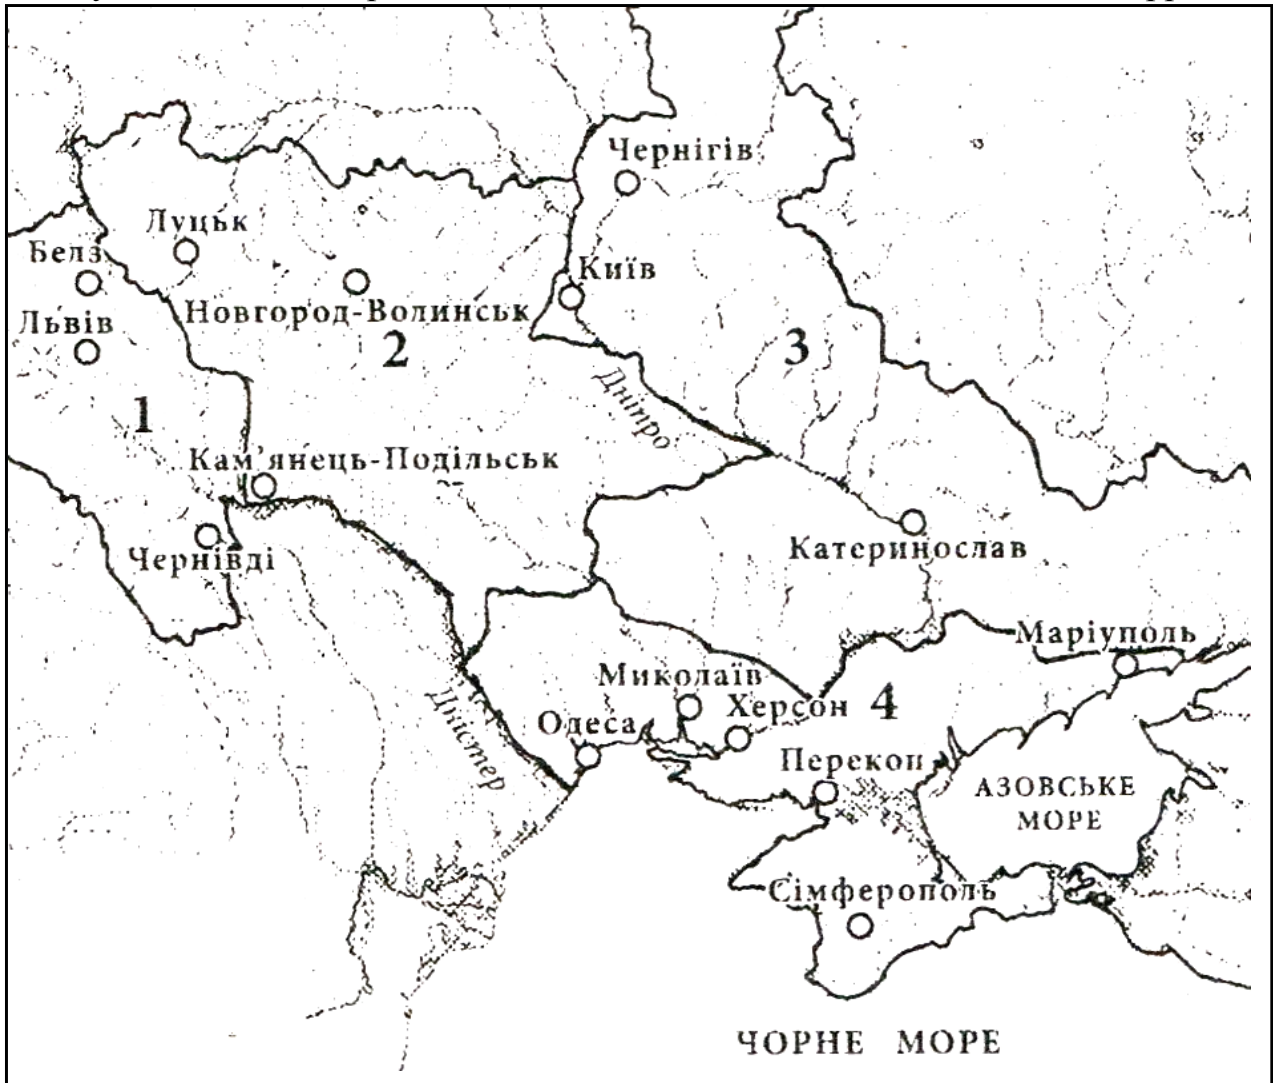 Чернігів
Луцьк
Белз
Київ
Новгород-Волинськ
Львів
2
3
Дніпро
1
Кам'янець-Подільськ
Катеринослав
Чернівді
Маріуполь
Миколаїв
Херсон 4
Одеса
Дністер
Перекоп
АЗОВСЬКЕ
МОРЕ
Сімферополь
ЧОРНЕ МОРЕ